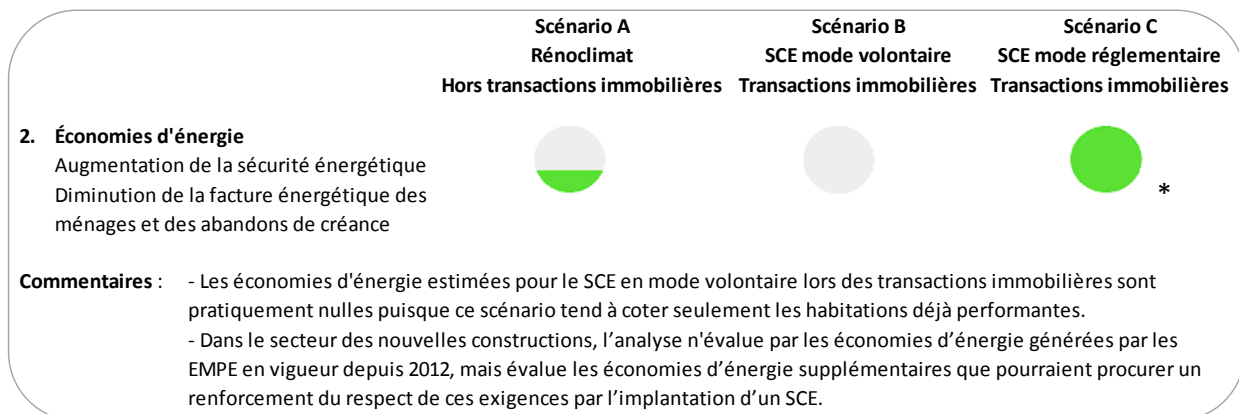 Scénario A Scénario B Scénario C
Rénoclimat SCE mode volontaire SCE mode réglementaire
Hors transactions immobilières Transactions immobilières Transactions immobilières
2. Économies d'énergie
Augmentation de la sécurité énergétique
Diminution de la facture énergétique des
ménages et des abandons de créance
*
Commentaires : - Les économies d'énergie estimées pour le SCE en mode volontaire lors des transactions immobilières sont
pratiquement nulles puisque ce scénario tend à coter seulement les habitations déjà performantes.
- Dans le secteur des nouvelles constructions, l’analyse n'évalue par les économies d’énergie générées par les
EMPE en vigueur depuis 2012, mais évalue les économies d’énergie supplémentaires que pourraient procurer un
renforcement du respect de ces exigences par l’implantation d’un SCE.